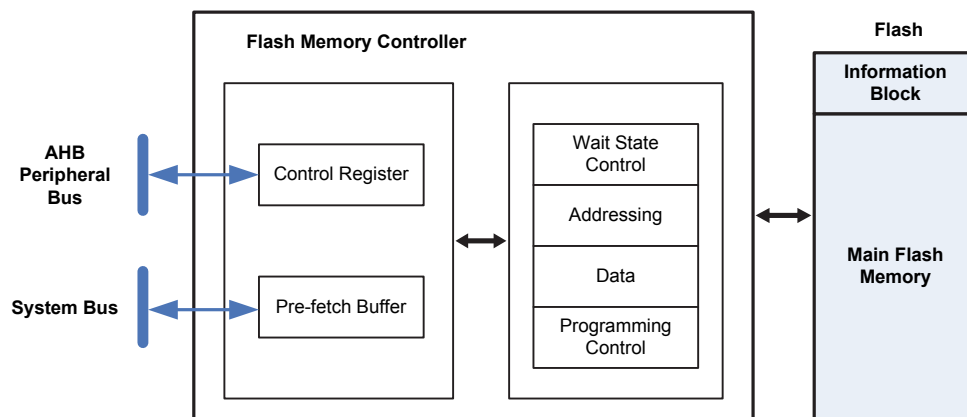 Flash Memory Controller
AHB
Peripheral
Bus
Control Register
System Bus
Pre-fetch Buffer
Wait State
Control
Addressing
Data
Programming
Control
Flash
Information
Block
Main Flash
Memory